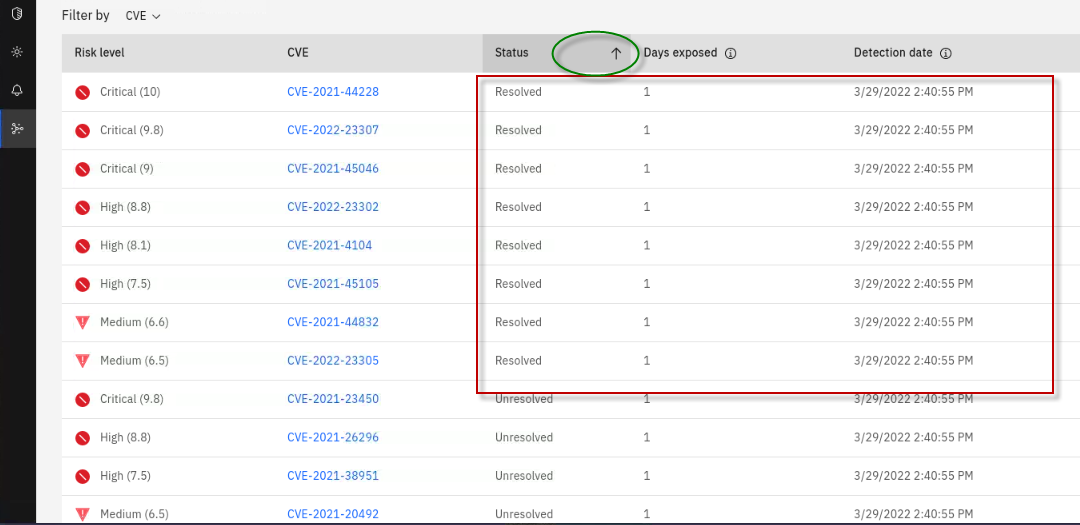 Filter by CVE
Risk level CVE Status Days exposed Detection date
Critical (10) CVE-2021-44228 Resolved 1 3/29/2022 2:40:55 PM
Critical (9.8) CVE-2022-23307 Resolved 1 3/29/2022 2:40:55 PM
Critical (9) CVE-2021-45046 Resolved 1 3/29/2022 2:40:55 PM
High (8.8) CVE-2022-23302 Resolved 1 3/29/2022 2:40:55 PM
High (8.1) CVE-2021-4104 Resolved 1 3/29/2022 2:40:55 PM
High (7.5) CVE-2021-45105 Resolved 1 3/29/2022 2:40:55 PM
Medium (6.6) CVE-2021-44832 Resolved 1 3/29/2022 2:40:55 PM
Medium (6.5) CVE-2022-23305 Resolved 1 3/29/2022 2:40:55 PM
Critical (9.8) CVE-2021-23450 Unresolved 1 3/29/2022 2:40:55 PM
High (8.8) CVE-2021-26296 Unresolved 1 3/29/2022 2:40:55 PM
High (7.5) CVE-2021-38951 Unresolved 1 3/29/2022 2:40:55 PM
Medium (6.5) CVE-2021-20492 Unresolved 1 3/29/2022 2:40:55 PM